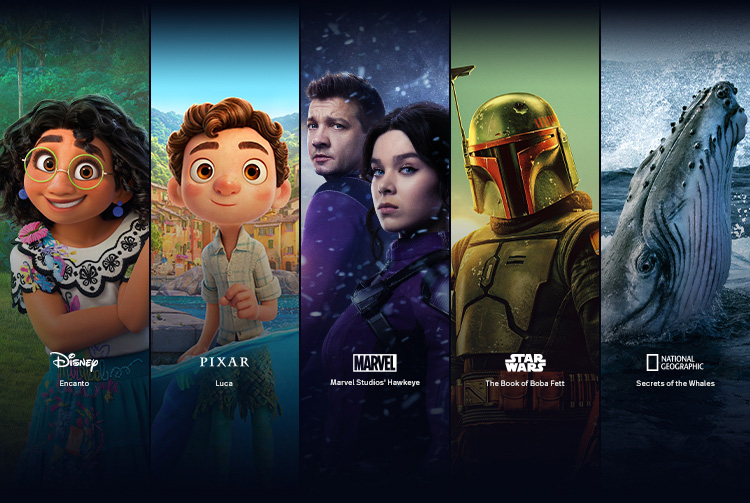 Disney
Encanto
PIXAR
Luca
MARVEL
Marvel Studios' Hawkeye
STAR
WARS
The Book of Boba Fett
NATIONAL
GEOGRAPHIC
Secrets of the Whales